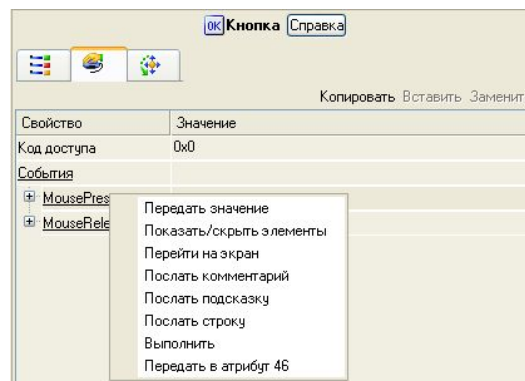 OK Кнопка Справка
Копировать Вставить Заменит
Свойство Значение
Код доступа 0x0
События
MousePres
MouseRele
Передать значение
Показать/скрыть элементы
Перейти на экран
Послать комментарий
Послать подсказку
Послать строку
Выполнить
Передать в атрибут 46